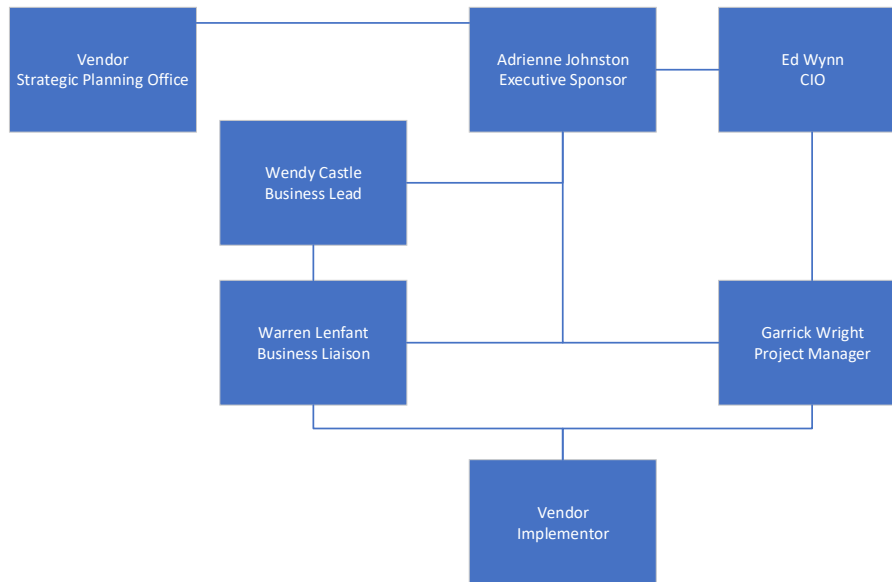 Vendor
Strategic Planning Office
Adrienne Johnston
Executive Sponsor
Ed Wynn
CIO
Wendy Castle
Business Lead
Warren Lenfant
Business Liaison
Garrick Wright
Project Manager
Vendor
Implementor